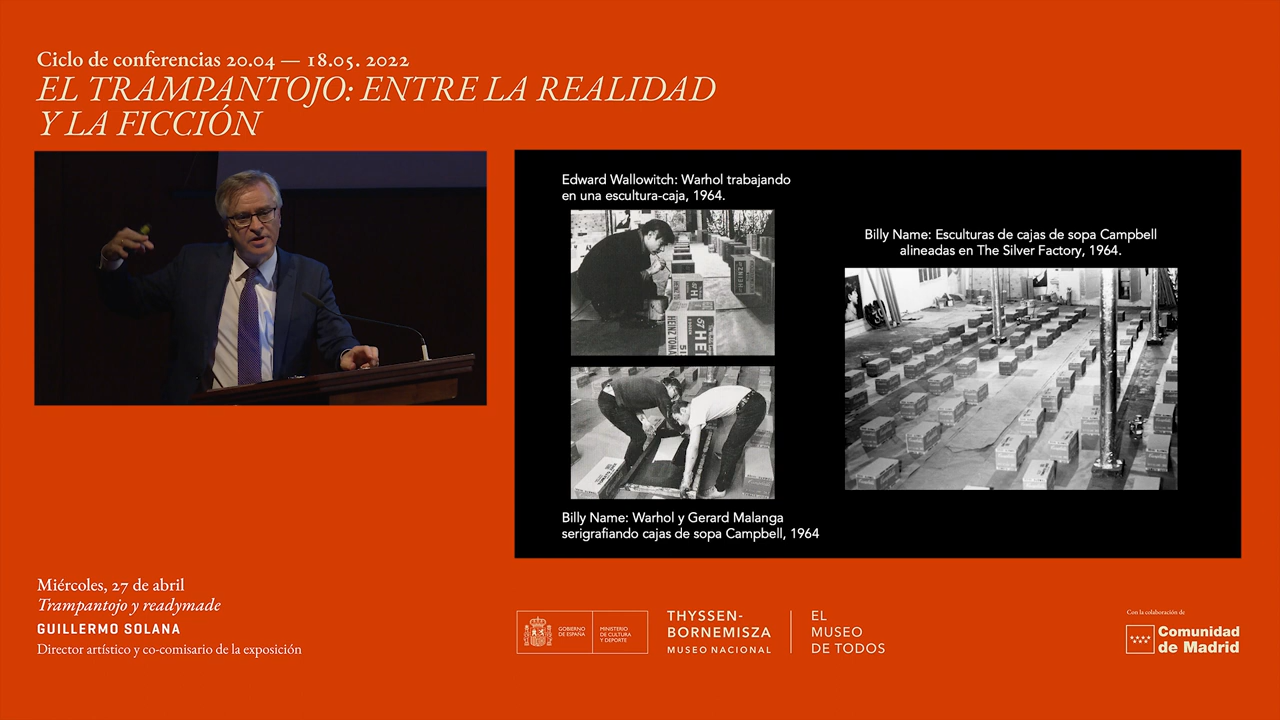 Ciclo de conferencias 20.04 — 18.05. 2022
EL TRAMPANTOJO: ENTRE LA REALIDAD
Y LA FICCIÓN
Edward Wallowitch: Warhol trabajando
en una escultura-caja, 1964.
HEINZ
57
HEINZ TOMA
Billy Name: Esculturas de cajas de sopa Campbell
alineadas en The Silver Factory, 1964.
Billy Name: Warhol y Gerard Malanga
serigrafiando cajas de sopa Campbell, 1964
Miércoles, 27 de abril
Trampantojo y readymade
GUILLERMO SOLANA
Director artístico y co-comisario de la exposición
GOBIERNO
DE ESPAÑA
MINISTERIO
DE CULTURA
Y DEPORTE
THYSSEN-
BORNEMISZA
MUSEO NACIONAL
EL
MUSEO
DE TODOS
Con la colaboración de
Comunidad
de Madrid